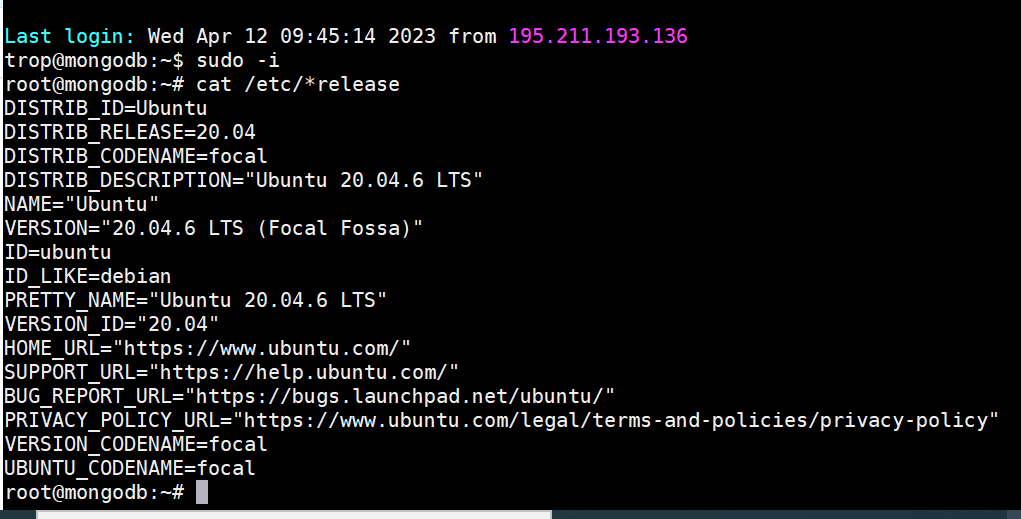 Last login: Wed Apr 12 09:45:14 2023 from 195.211.193.136
trop@mongodb:~$ sudo -i
root@mongodb:~# cat /etc/*release
DISTRIB_ID=Ubuntu
DISTRIB_RELEASE=20.04
DISTRIB_CODENAME=focal
DISTRIB_DESCRIPTION="Ubuntu 20.04.6 LTS"
NAME="Ubuntu"
VERSION="20.04.6 LTS (Focal Fossa)"
ID=ubuntu
ID_LIKE=debian
PRETTY_NAME="Ubuntu 20.04.6 LTS"
VERSION_ID="20.04"
HOME_URL="https://www.ubuntu.com/"
SUPPORT_URL="https://help.ubuntu.com/"
BUG_REPORT_URL="https://bugs.launchpad.net/ubuntu/"
PRIVACY_POLICY_URL="https://www.ubuntu.com/legal/terms-and-policies/privacy-policy"
VERSION_CODENAME=focal
UBUNTU_CODENAME=focal
root@mongodb:~#